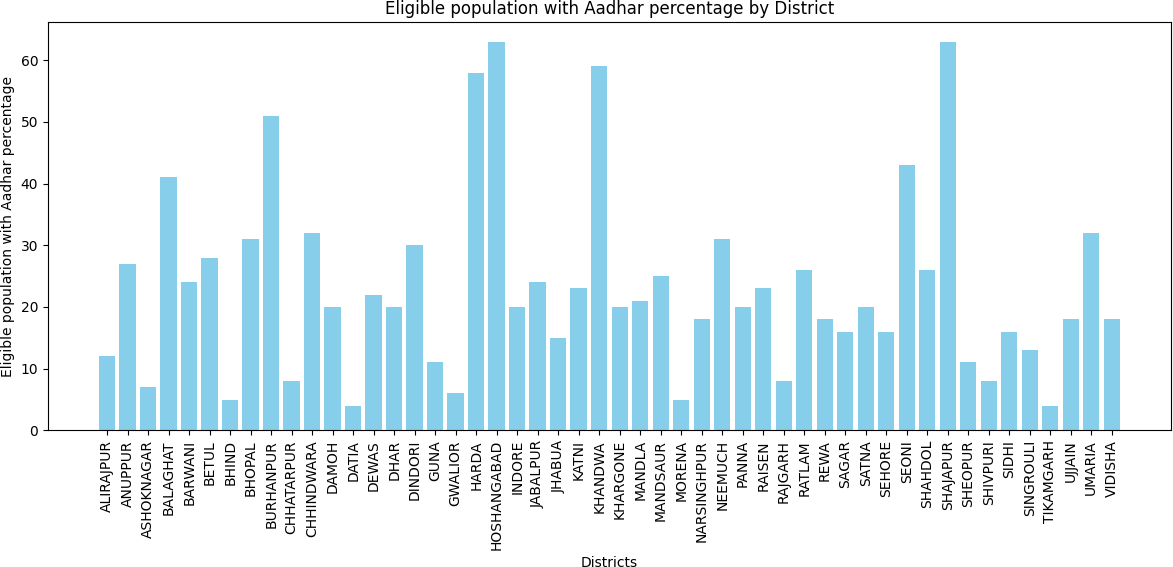 Eligible population with Aadhar percentage by District
Eligible population with Aadhar percentage
60
50
40
30
20
10
0
ALIRAJPUR
ANUPPUR
ASHOKNAGAR
BALAGHAT
BARWANI
BETUL
BHIND
BHOPAL
BURHANPUR
CHHATARPUR
CHHINDWARA
DAMOH
DATIA
DEWAS
DHAR
DINDORI
GUNA
GWALIOR
HARDA
HOSHANGABAD
INDORE
JABALPUR
JHABUA
KATNI
KHANDWA
KHARGONE
MANDLA
MANDSAUR
MORENA
NARSINGHPUR
NEEMUCH
PANNA
RAISEN
RAJGARH
RATLAM
REWA
SAGAR
SATNA
SEHORE
SEONI
SHAHDOL
SHAJAPUR
SHEOPUR
SHIVPURI
SIDHI
SINGROULI
TIKAMGARH
UJJAIN
UMARIA
VIDISHA
Districts